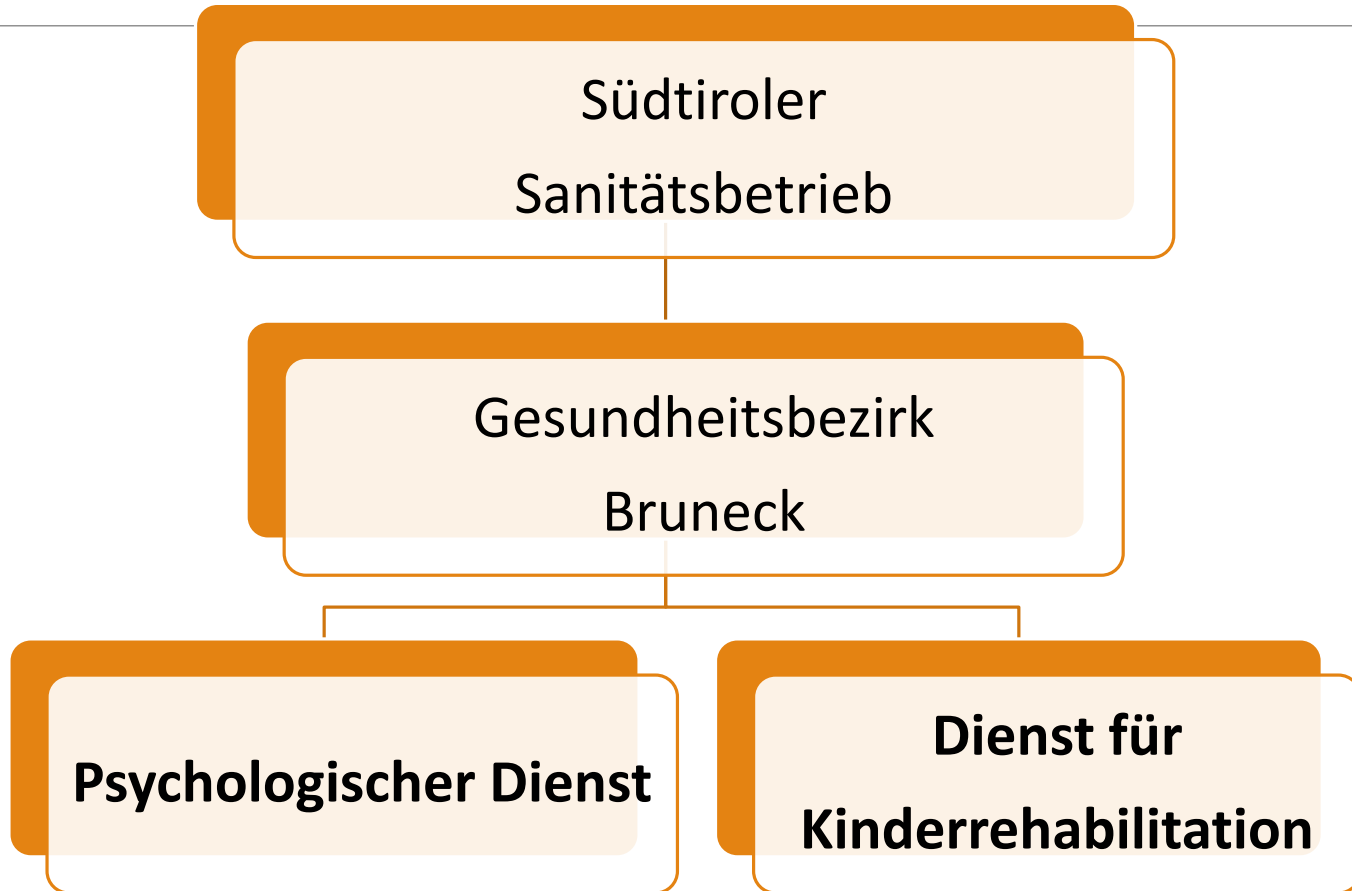 Südtiroler
Sanitätsbetrieb
Gesundheitsbezirk
Bruneck
Psychologischer Dienst
Dienst für
Kinderrehabilitation